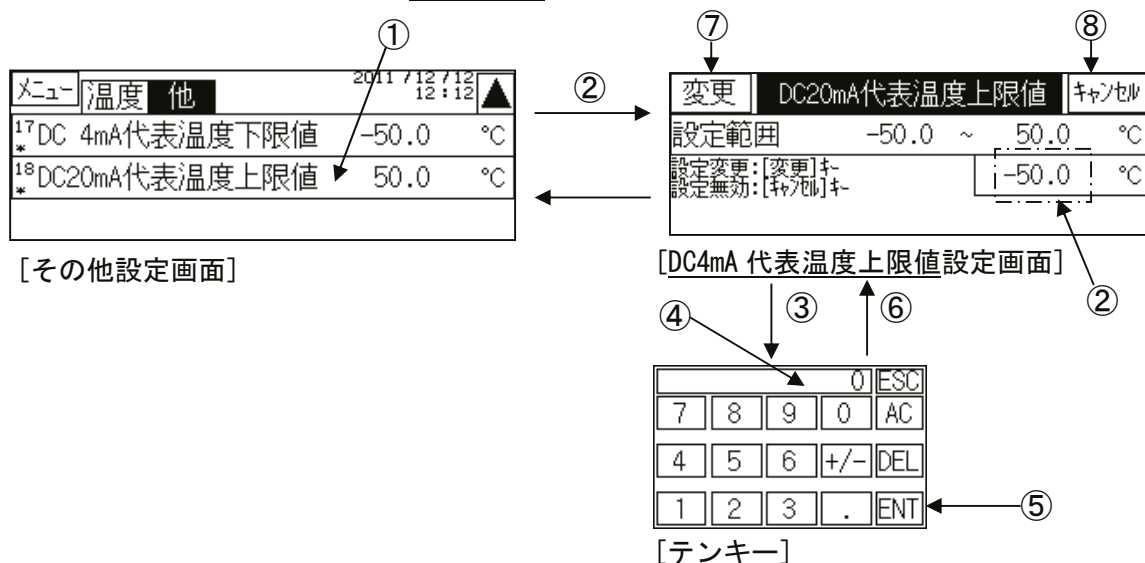 ①
メニュー 温度 他 2011/12/12 12:12 ▲
17* DC 4mA代表温度下限値 -50.0 ℃
18* DC20mA代表温度上限値 50.0 ℃
[その他設定画面]
②
⑦ ⑧
変更 DC20mA代表温度上限値 キャンセル
設定範囲 -50.0 ~ 50.0 ℃
設定変更:[変更]キー
設定無効:[キャンセル]キー
-50.0 ℃
[DC4mA 代表温度上限値設定画面]
②
③ ⑥
④
0 ESC
7 8 9 0 AC
4 5 6 +/- DEL
1 2 3 . ENT
⑤
[テンキー]